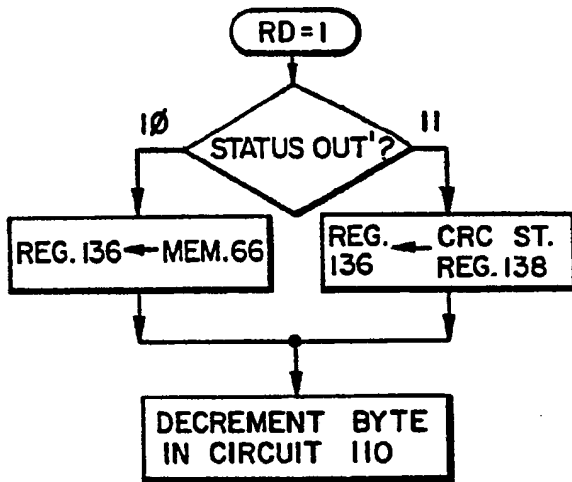 RD=1
1Ø
11
STATUS OUT'?
REG. 136 ← MEM. 66
REG. ← CRC ST.
136 REG. 138
DECREMENT BYTE
IN CIRCUIT 110